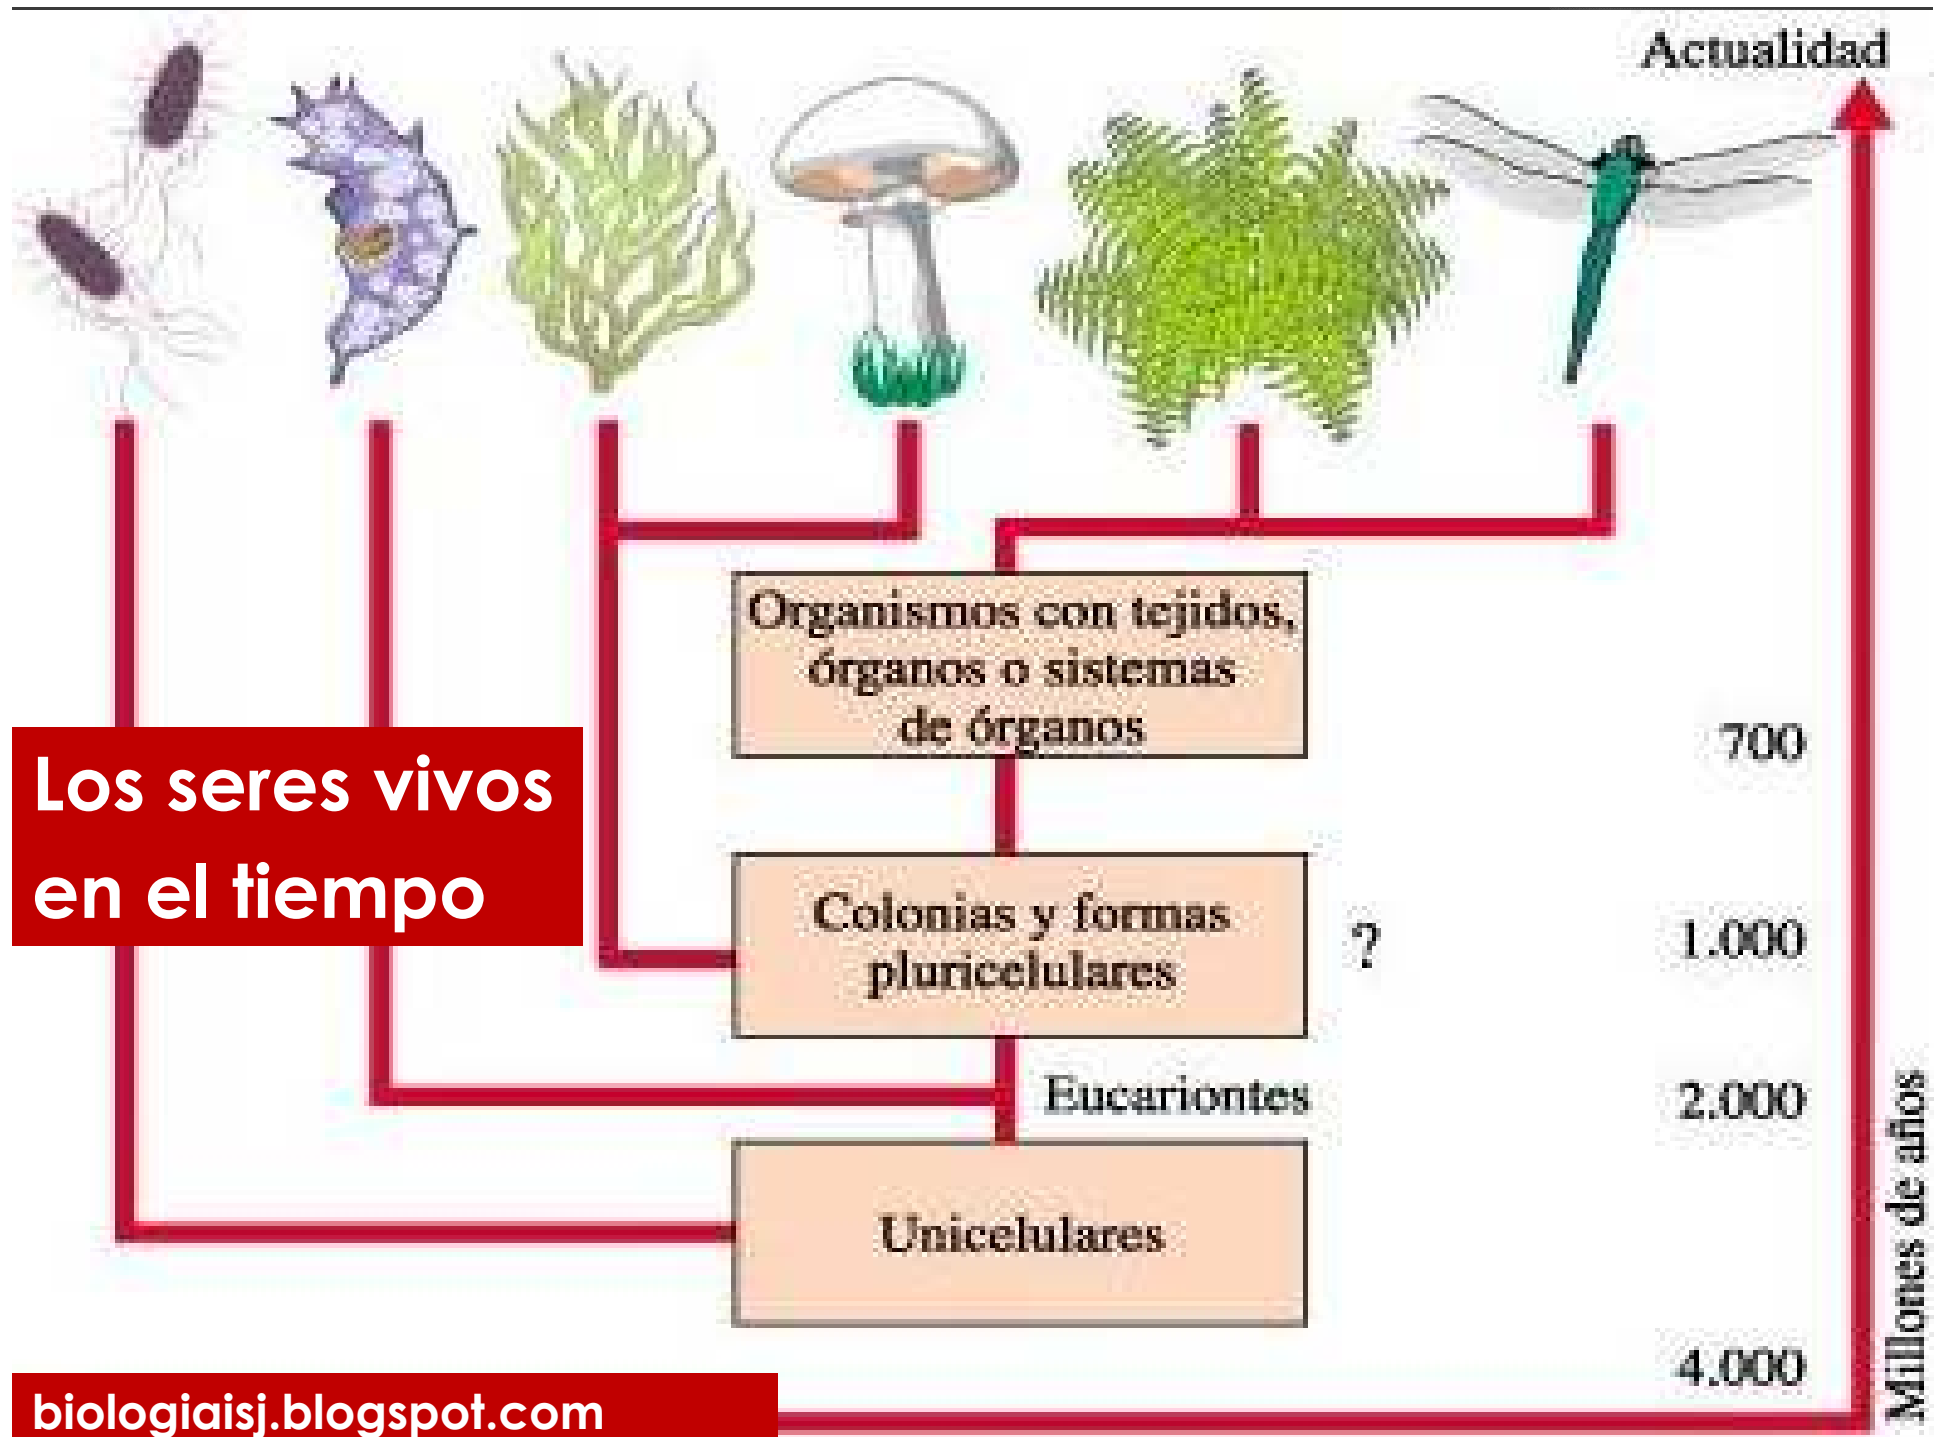 Actualidad
Organismos con tejidos,
órganos o sistemas
de órganos
700
Los seres vivos
en el tiempo
Colonias y formas
pluricelulares
?
1.000
Eucariontes
2.000
Unicelulares
4.000
Millones de años
biologiaisj.blogspot.com